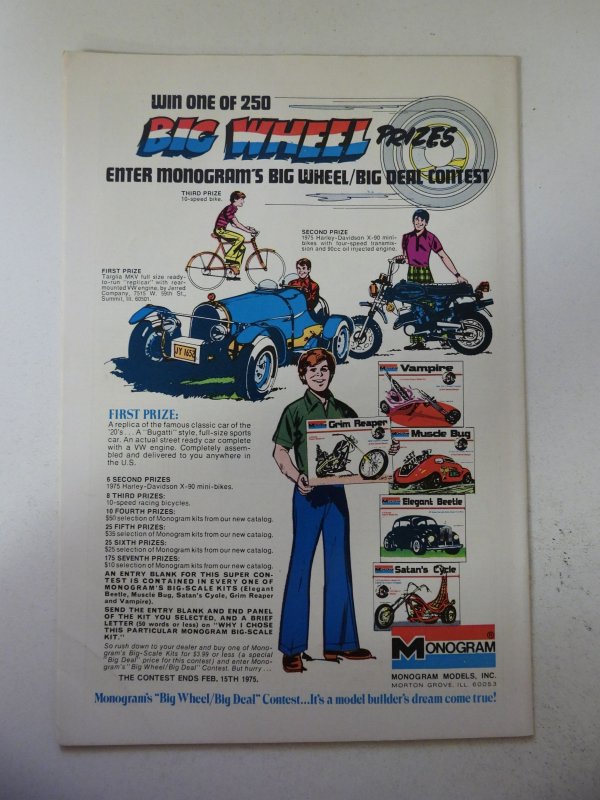 WIN ONE OF 250
BIG WHEEL PRIZES
ENTER MONOGRAM'S BIG WHEEL/BIG DEAL CONTEST
THIRD PRIZE
10-speed bike.
SECOND PRIZE
1975 Harley-Davidson X-90 mini-
bikes with four-speed transmis-
sion and 90cc oil injected engine.
FIRST PRIZE
Targlia MKV full size ready-
to-run "replicar" with rear-
mounted VW engine, by Jerred
Company, 7515 W. 59th St.,
Summit, Ill. 60501.
JY 1652
FIRST PRIZE:
A replica of the famous classic car of the
'20's . . . A "Bugatti" style, full-size sports
car. An actual street ready car complete
with a VW engine. Completely assem-
bled and delivered to you anywhere in
the U.S.
6 SECOND PRIZES
1975 Harley-Davidson X-90 mini-bikes.
8 THIRD PRIZES:
10-speed racing bicycles.
10 FOURTH PRIZES:
$50 selection of Monogram kits from our new catalog.
25 FIFTH PRIZES:
$35 selection of Monogram kits from our new catalog.
25 SIXTH PRIZES:
$25 selection of Monogram kits from our new catalog.
175 SEVENTH PRIZES:
$10 selection of Monogram kits from our new catalog.
AN ENTRY BLANK FOR THIS SUPER CON-
TEST IS CONTAINED IN EVERY ONE OF
MONOGRAM'S BIG-SCALE KITS (Elegant
Beetle, Muscle Bug, Satan's Cycle, Grim Reaper
and Vampire).
SEND THE ENTRY BLANK AND END PANEL
OF THE KIT YOU SELECTED, AND A BRIEF
LETTER (50 words or less) on "WHY I CHOSE
THIS PARTICULAR MONOGRAM BIG-SCALE
KIT."
So rush down to your dealer and buy one of Mono-
gram's Big-Scale Kits for $3.99 or less (a special
"Big Deal" price for this contest) and enter Mono-
gram's "Big Wheel/Big Deal" Contest. But hurry . . .
THE CONTEST ENDS FEB. 15TH 1975.
Vampire
Grim Reaper
Muscle Bug
Elegant Beetle
Satan's Cycle
MONOGRAM®
MONOGRAM MODELS, INC.
MORTON GROVE, ILL. 60053
Monogram's "Big Wheel/Big Deal" Contest...It's a model builder's dream come true!